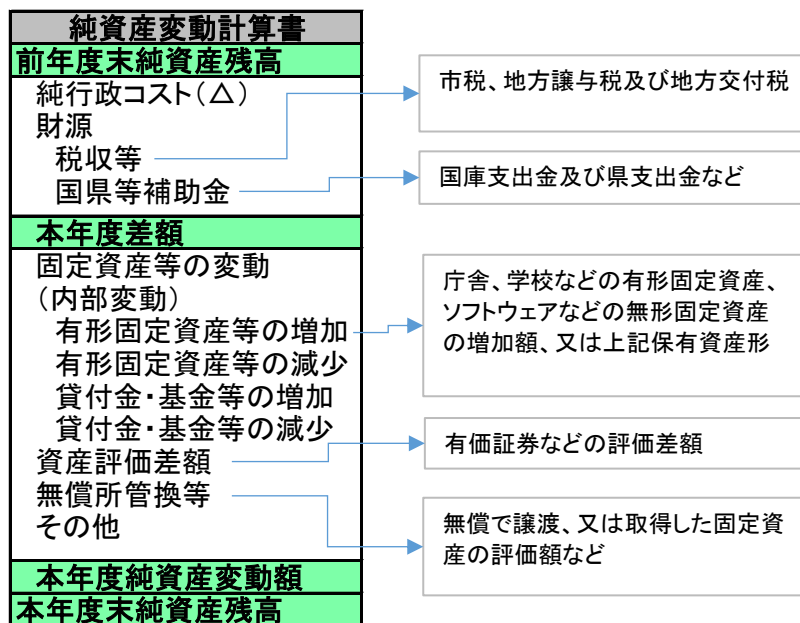 純資産変動計算書
前年度末純資産残高
純行政コスト(△)
財源
税収等
国県等補助金
本年度差額
固定資産等の変動
(内部変動)
有形固定資産等の増加
有形固定資産等の減少
貸付金・基金等の増加
貸付金・基金等の減少
資産評価差額
無償所管換等
その他
本年度純資産変動額
本年度末純資産残高
市税、地方譲与税及び地方交付税
国庫支出金及び県支出金など
庁舎、学校などの有形固定資産、
ソフトウェアなどの無形固定資産
の増加額、又は上記保有資産形
有価証券などの評価差額
無償で譲渡、又は取得した固定資
産の評価額など